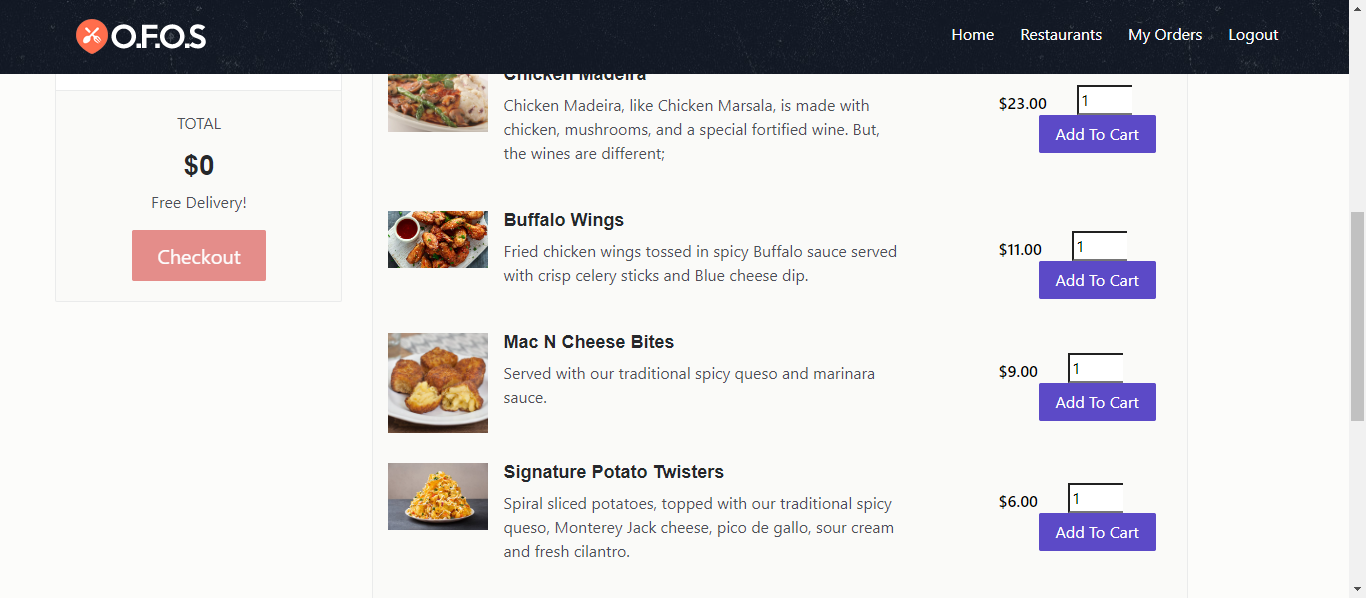 O.F.O.S
Home Restaurants My Orders Logout
TOTAL
$0
Free Delivery!
Checkout
Chicken Madeira
Chicken Madeira, like Chicken Marsala, is made with
chicken, mushrooms, and a special fortified wine. But,
the wines are different;
$23.00 1
Add To Cart
Buffalo Wings
Fried chicken wings tossed in spicy Buffalo sauce served
with crisp celery sticks and Blue cheese dip.
$11.00 1
Add To Cart
Mac N Cheese Bites
Served with our traditional spicy queso and marinara
sauce.
$9.00 1
Add To Cart
Signature Potato Twisters
Spiral sliced potatoes, topped with our traditional spicy
queso, Monterey Jack cheese, pico de gallo, sour cream
and fresh cilantro.
$6.00 1
Add To Cart